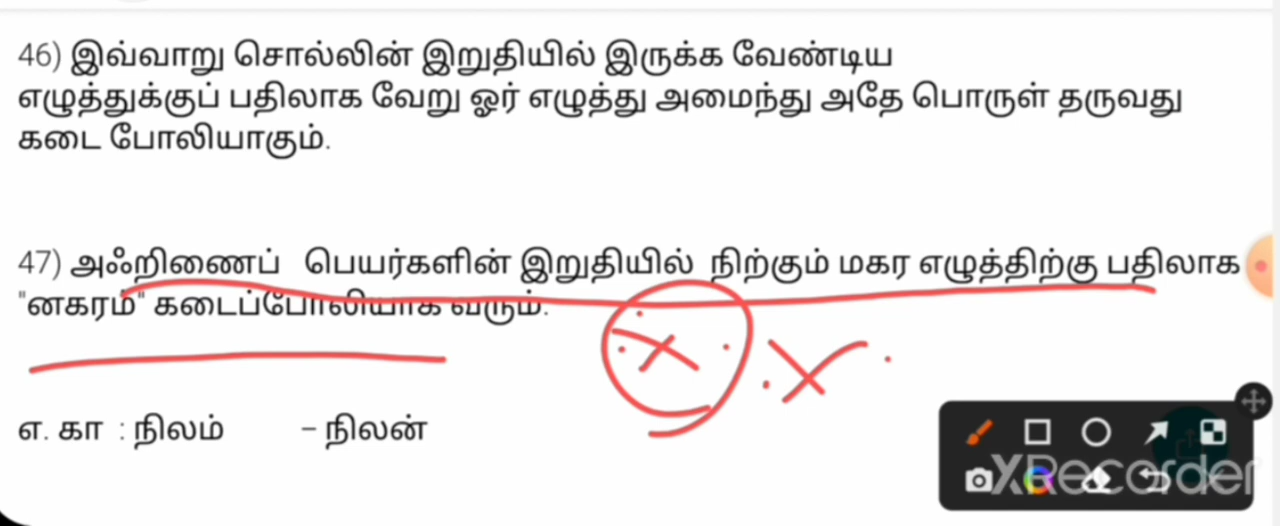 46) இவ்வாறு சொல்லின் இறுதியில் இருக்க வேண்டிய
எழுத்துக்குப் பதிலாக வேறு ஓர் எழுத்து அமைந்து அதே பொருள் தருவது
கடை போலியாகும்.
47) அஃறிணைப் பெயர்களின் இறுதியில் நிற்கும் மகர எழுத்திற்கு பதிலாக
"னகரம்" கடைப்போலியாக வரும்.
எ. கா : நிலம் – நிலன்
XRecorder